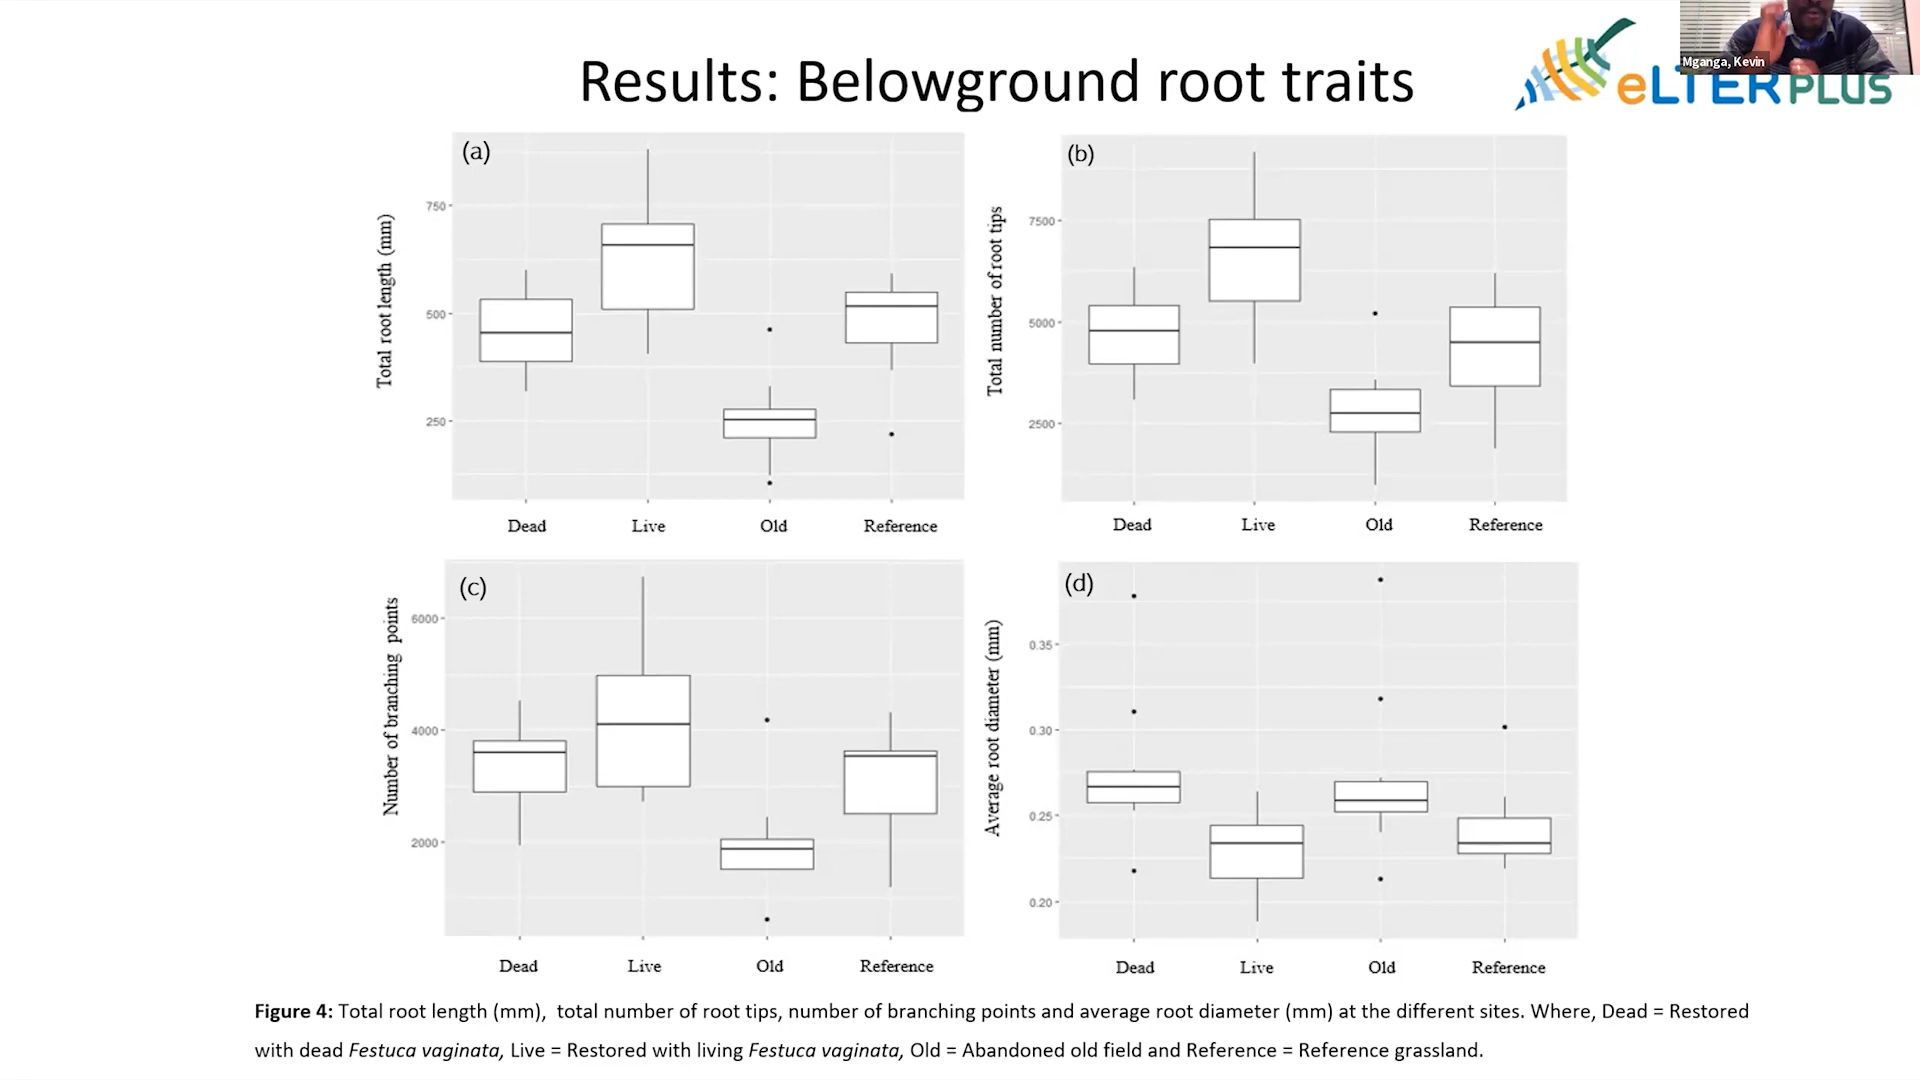 Mganga, Kevin
Results: Belowground root traits
eLTER PLUS
(a)
Total root length (mm)
750
500
250
Dead Live Old Reference
(b)
Total number of root tips
7500
5000
2500
Dead Live Old Reference
(c)
Number of branching points
6000
4000
2000
Dead Live Old Reference
(d)
Average root diameter (mm)
0.35
0.30
0.25
0.20
Dead Live Old Reference
Figure 4: Total root length (mm), total number of root tips, number of branching points and average root diameter (mm) at the different sites. Where, Dead = Restored
with dead Festuca vaginata, Live = Restored with living Festuca vaginata, Old = Abandoned old field and Reference = Reference grassland.